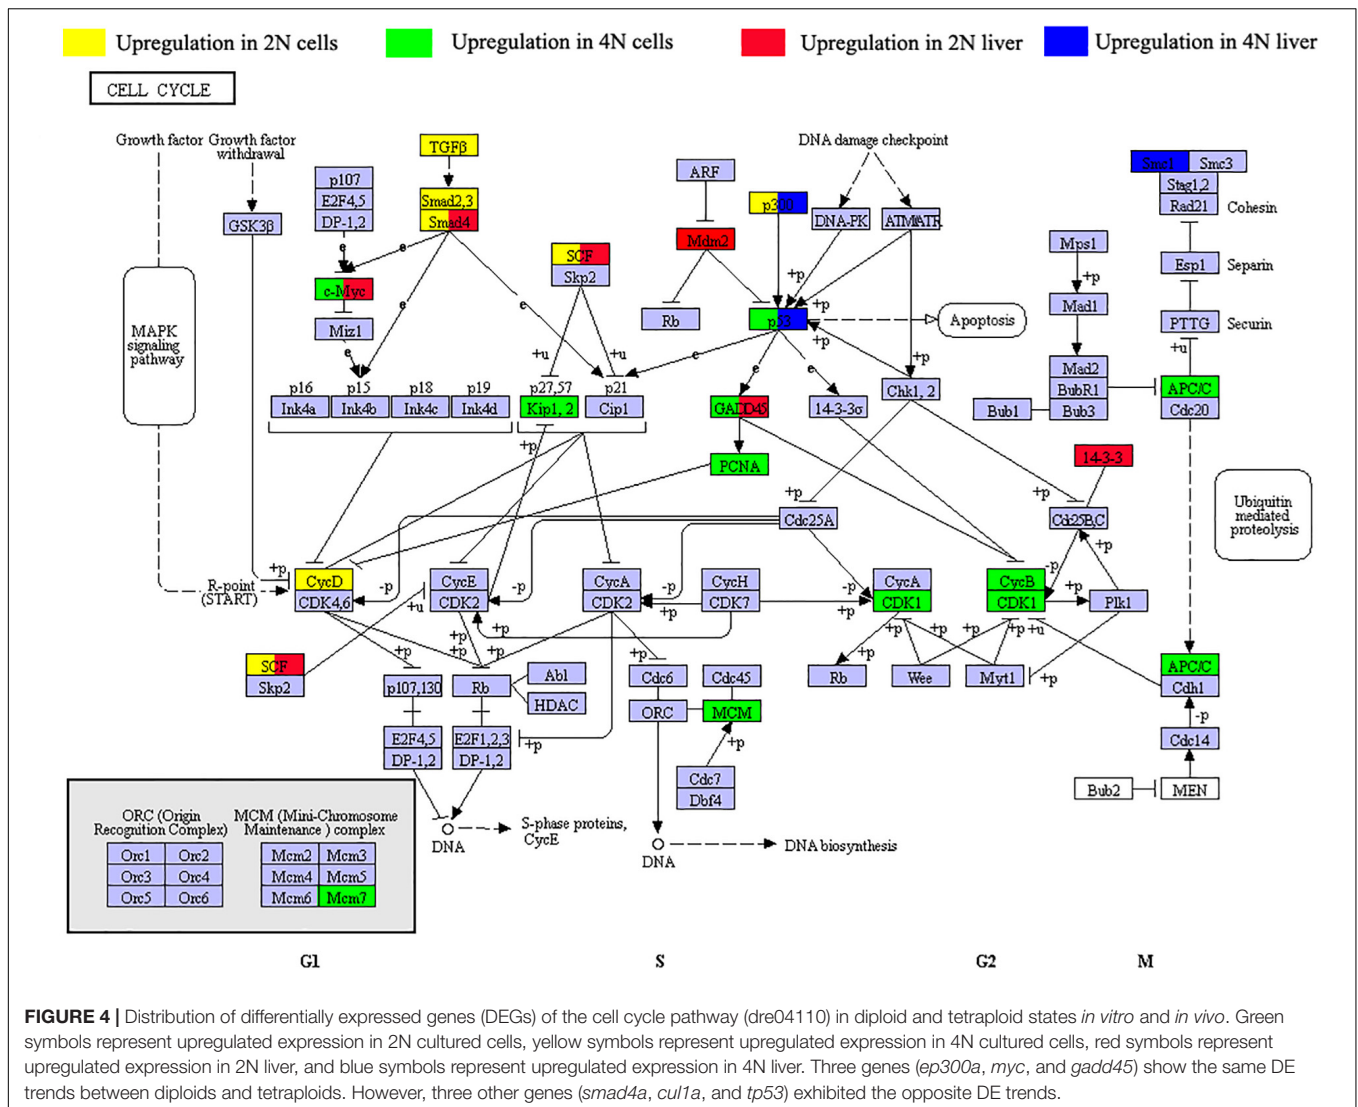 Upregulation in 2N cells
Upregulation in 4N cells
Upregulation in 2N liver
Upregulation in 4N liver
CELL CYCLE
Growth factor
Growth factor
withdrawal
TGFβ
DNA damage checkpoint
p107
E2F4,5
DP-1,2
Smad2,3
Smad4
ARF
p300
DNA-PK
ATM/ATR
Smc1
Smc3
Stag1,2
Rad21
Cohesin
GSK3β
e
e
Mdm2
Mps1
+p
SCF
Skp2
Esp1
Separin
c-Myc
+p
+p
Mad1
Miz1
e
e
Rb
p53
Apoptosis
PTTG
Securin
MAPK
signaling
pathway
e
+u
+u
e
e
+p
+p
+u
Mad2
BubR1
Bub3
Bub1
APC/C
Cdc20
p16
p15
p18
p19
p27,57
p21
Ink4a
Ink4b
Ink4c
Ink4d
Kip1, 2
Cip1
GADD45
14-3-3σ
Chk1, 2
+p
PCNA
14-3-3
+p
+p
Cdc25A
Cdc25B,C
Ubiquitin
mediated
proteolysis
+p
R-point
(START)
CycD
CDK4,6
-p
CycE
CDK2
-p
CycA
CDK2
-p
CycH
CDK7
-p
CycA
CDK1
CycB
CDK1
-p
+p
+p
Plk1
+u
+p
+p
SCF
Skp2
+p
+p
+p
+p
+p
+p
+p
+p
+p
+u
p107,130
Rb
Abl
HDAC
Cdc6
Cdc45
Rb
Wee
Myt1
+p
APC/C
Cdh1
ORC
MCM
-p
E2F4,5
DP-1,2
E2F1,2,3
DP-1,2
+p
+p
Cdc14
Cdc7
Dbf4
Bub2
MEN
ORC (Origin
Recognition Complex)
MCM (Mini-Chromosome
Maintenance ) complex
Orc1
Orc2
Orc3
Orc4
Orc5
Orc6
Mcm2
Mcm3
Mcm4
Mcm5
Mcm6
Mcm7
DNA
S-phase proteins,
CycE
DNA
DNA biosynthesis
G1
S
G2
M
FIGURE 4 | Distribution of differentially expressed genes (DEGs) of the cell cycle pathway (dre04110) in diploid and tetraploid states in vitro and in vivo. Green
symbols represent upregulated expression in 2N cultured cells, yellow symbols represent upregulated expression in 4N cultured cells, red symbols represent
upregulated expression in 2N liver, and blue symbols represent upregulated expression in 4N liver. Three genes (ep300a, myc, and gadd45) show the same DE
trends between diploids and tetraploids. However, three other genes (smad4a, cul1a, and tp53) exhibited the opposite DE trends.